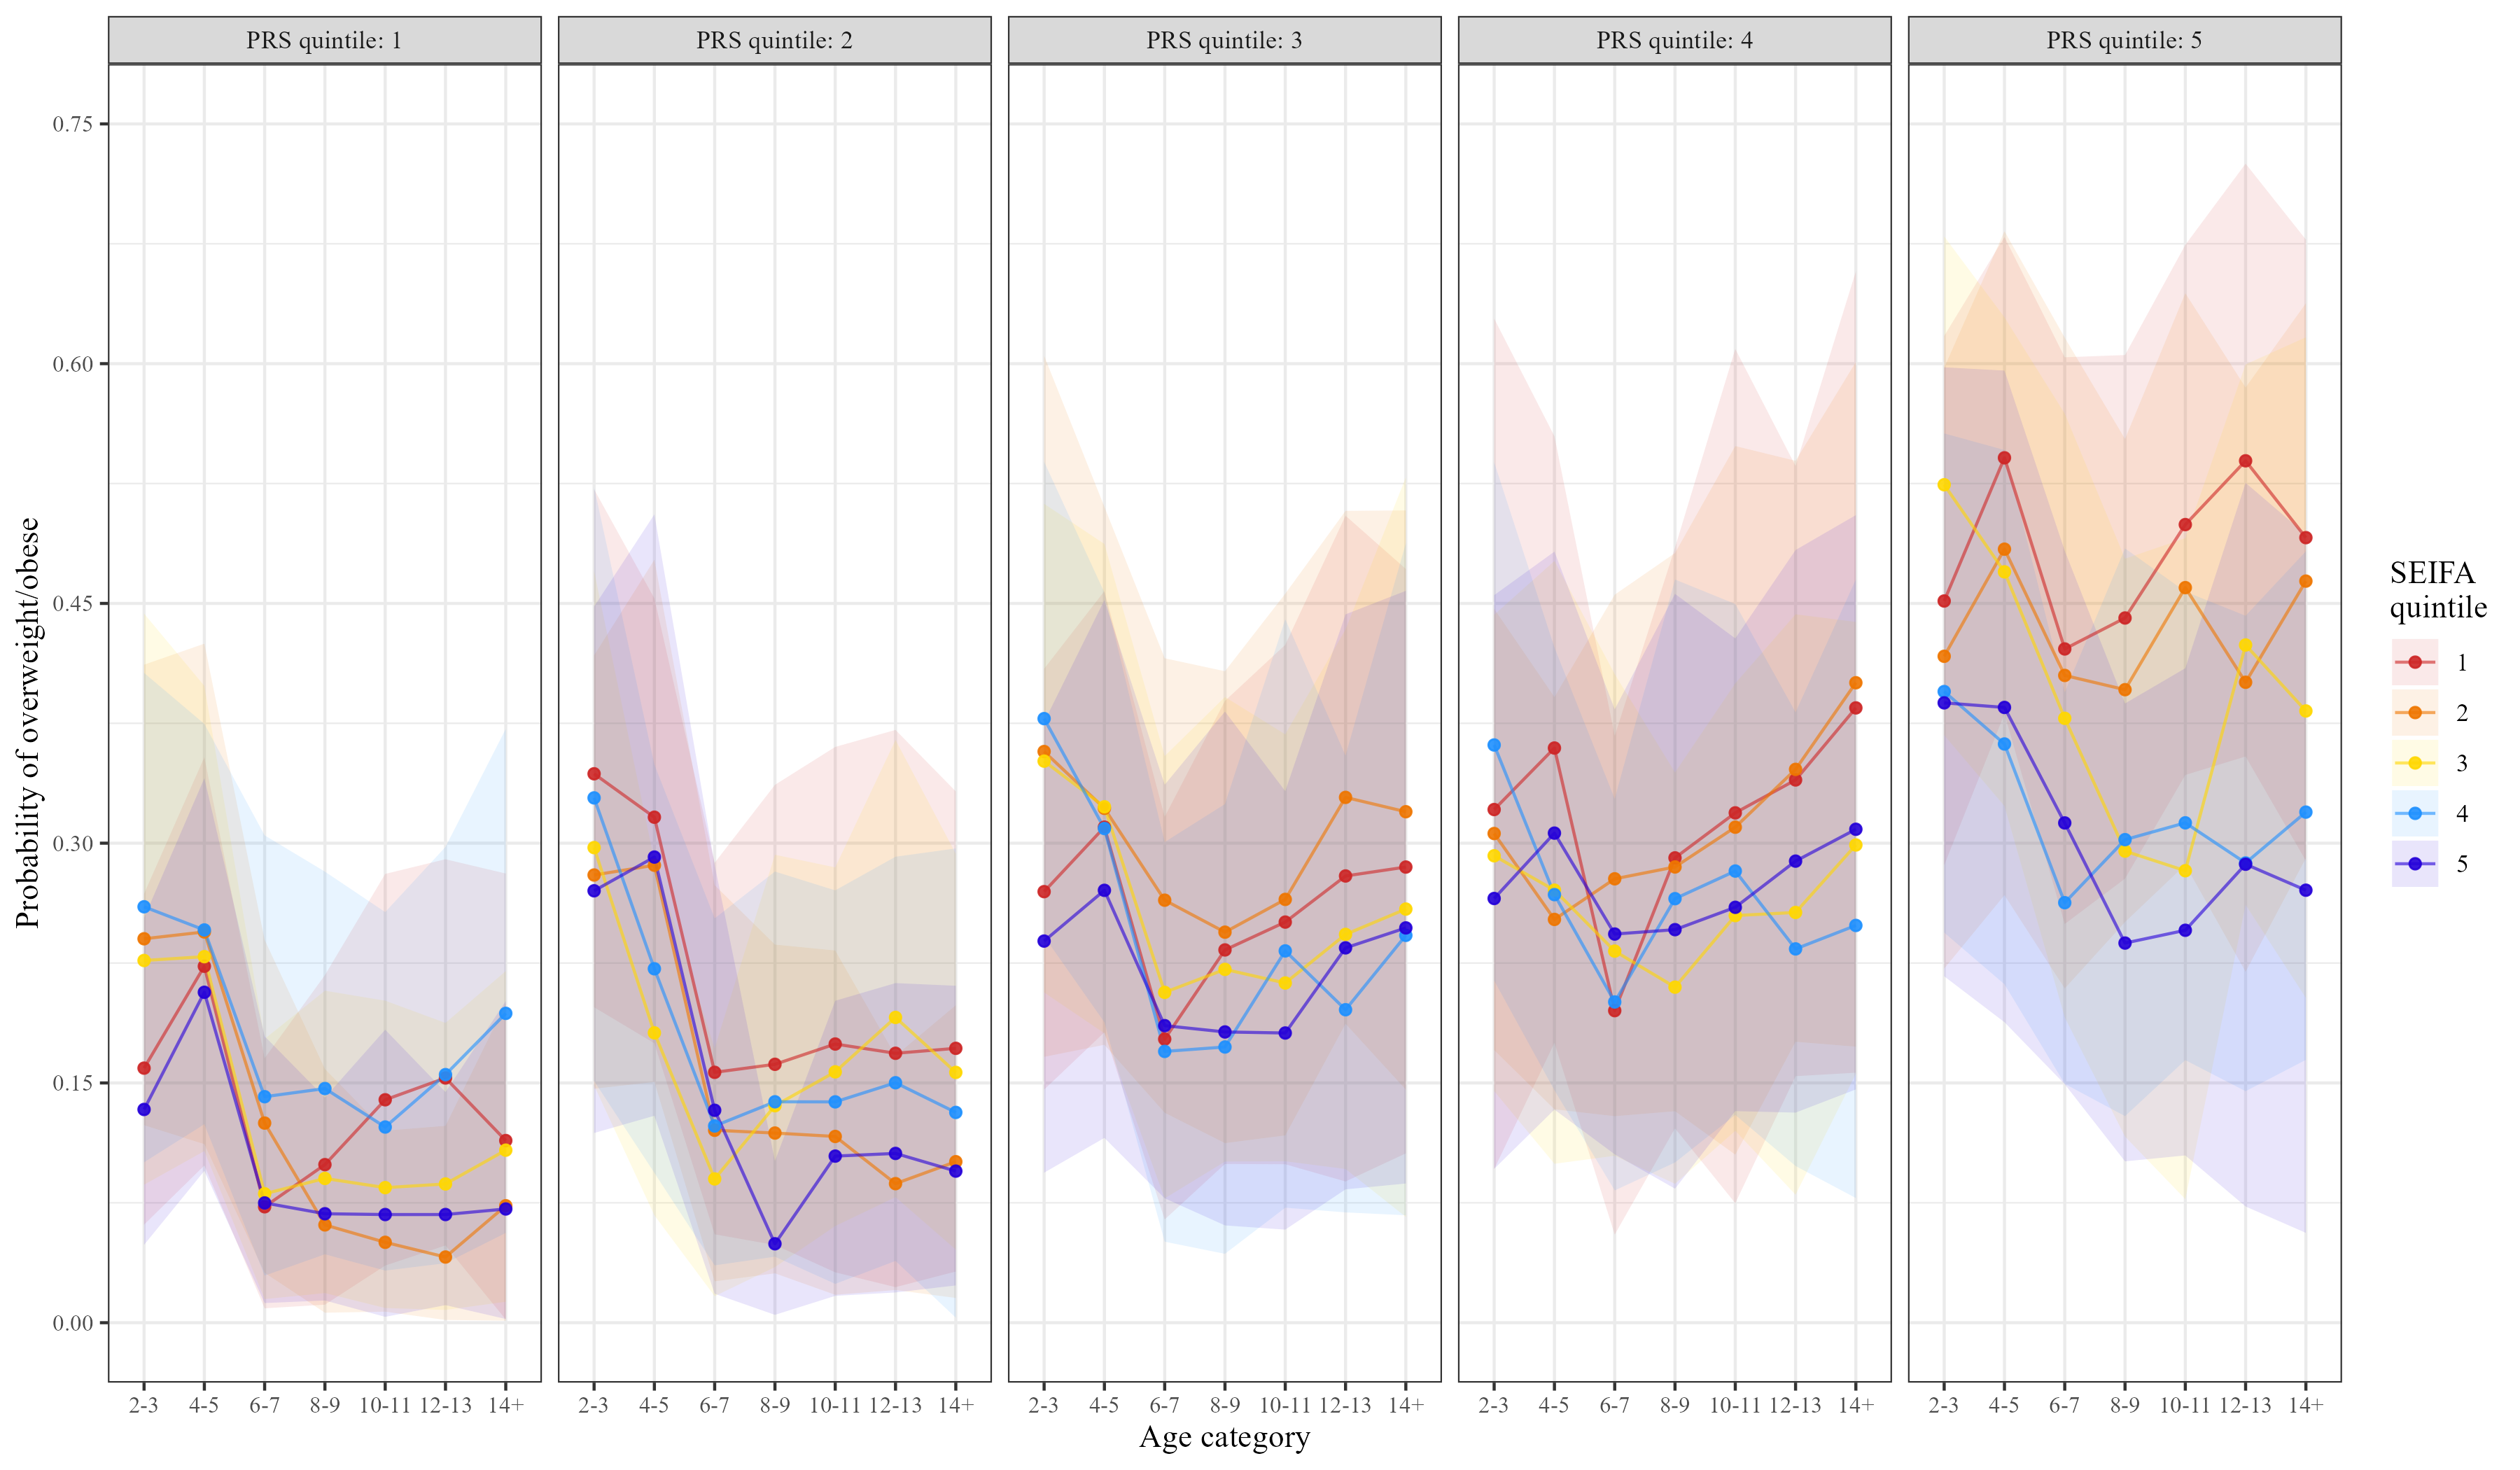 PRS quintile: 1
PRS quintile: 2
PRS quintile: 3
PRS quintile: 4
PRS quintile: 5
Probability of overweight/obese
0.75
0.60
0.45
0.30
0.15
0.00
2-3 4-5 6-7 8-9 10-11 12-13 14+
2-3 4-5 6-7 8-9 10-11 12-13 14+
2-3 4-5 6-7 8-9 10-11 12-13 14+
2-3 4-5 6-7 8-9 10-11 12-13 14+
2-3 4-5 6-7 8-9 10-11 12-13 14+
Age category
SEIFA
quintile
1
2
3
4
5